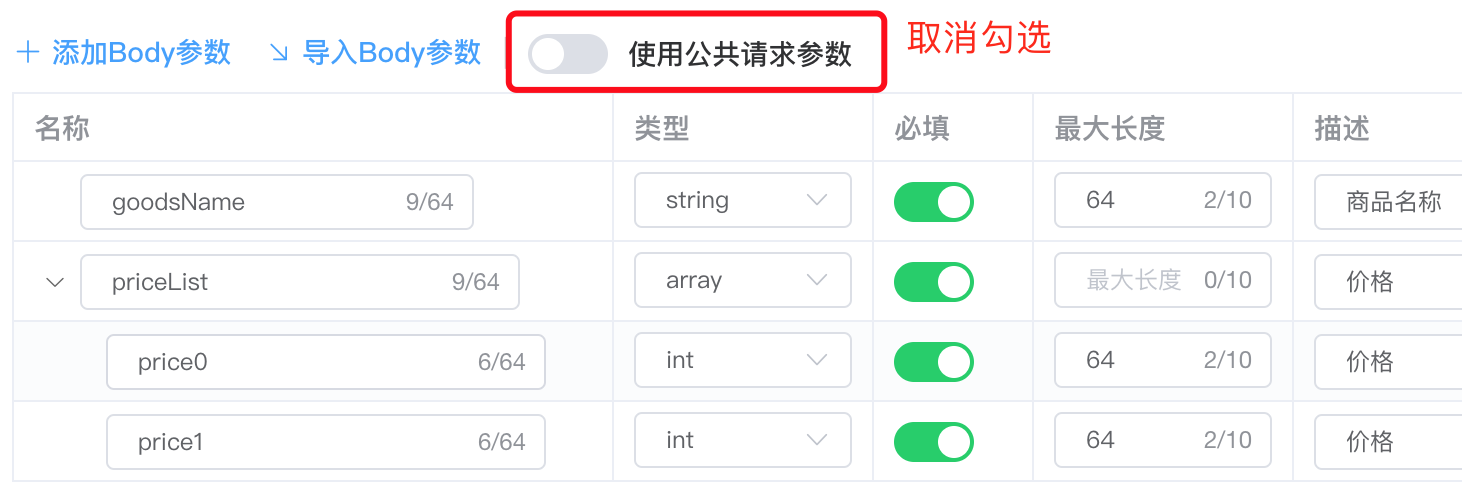 添加Body参数 导入Body参数 使用公共请求参数 取消勾选
名称 类型 必填 最大长度 描述
goodsName 9/64 string 64 2/10 商品名称
priceList 9/64 array 最大长度 0/10 价格
price0 6/64 int 64 2/10 价格
price1 6/64 int 64 2/10 价格